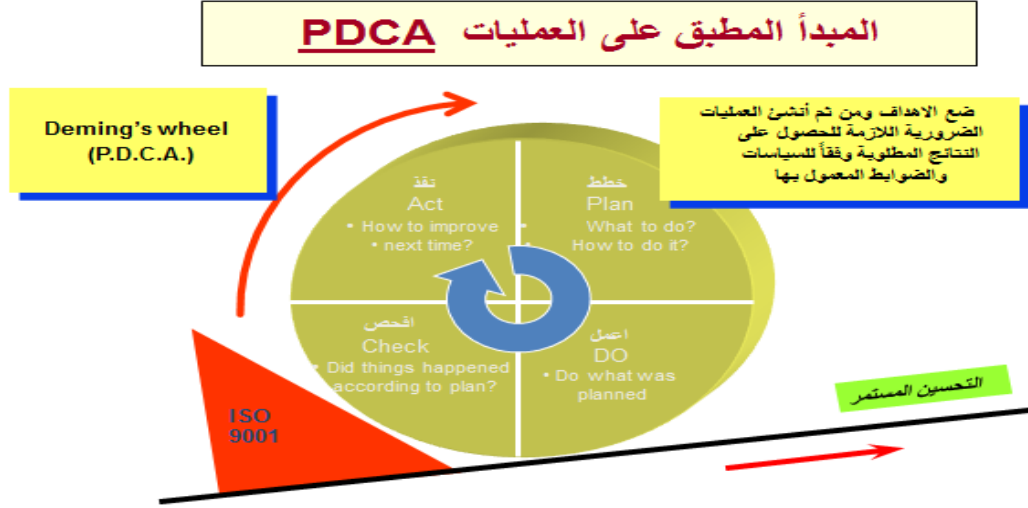 المبدأ المطبق على العمليات PDCA
Deming's wheel
(P.D.C.A.)
ضع الاهداف ومن ثم أنشئ العمليات
الضرورية اللازمة للحصول على
النتائج المطلوبة وفقاً للسياسات
والضوابط المعمول بها
نفذ
Act
• How to improve
• next time?
خطط
Plan
• What to do?
• How to do it?
افحص
Check
• Did things happened
according to plan?
اعمل
DO
• Do what was
planned
ISO
9001
التحسين المستمر